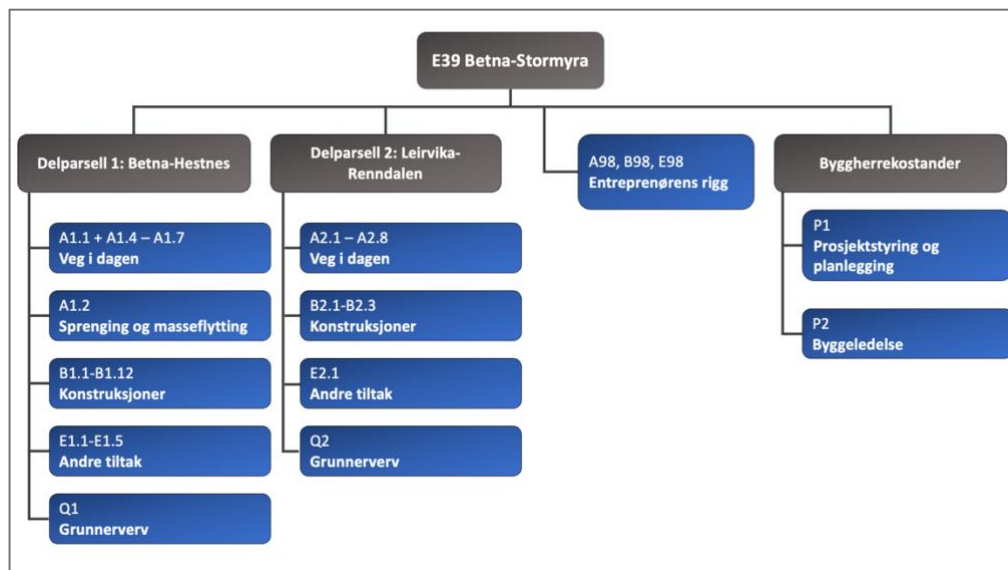 E39 Betna-Stormyra
Delparsell 1: Betna-Hestnes
A1.1 + A1.4 – A1.7
Veg i dagen
A1.2
Sprenging og masseflytting
B1.1-B1.12
Konstruksjoner
E1.1-E1.5
Andre tiltak
Q1
Grunnerverv
Delparsell 2: Leirvika-
Renndalen
A2.1 – A2.8
Veg i dagen
B2.1-B2.3
Konstruksjoner
E2.1
Andre tiltak
Q2
Grunnerverv
A98, B98, E98
Entreprenørens rigg
Byggherrekostander
P1
Prosjektstyring og
planlegging
P2
Byggeledelse